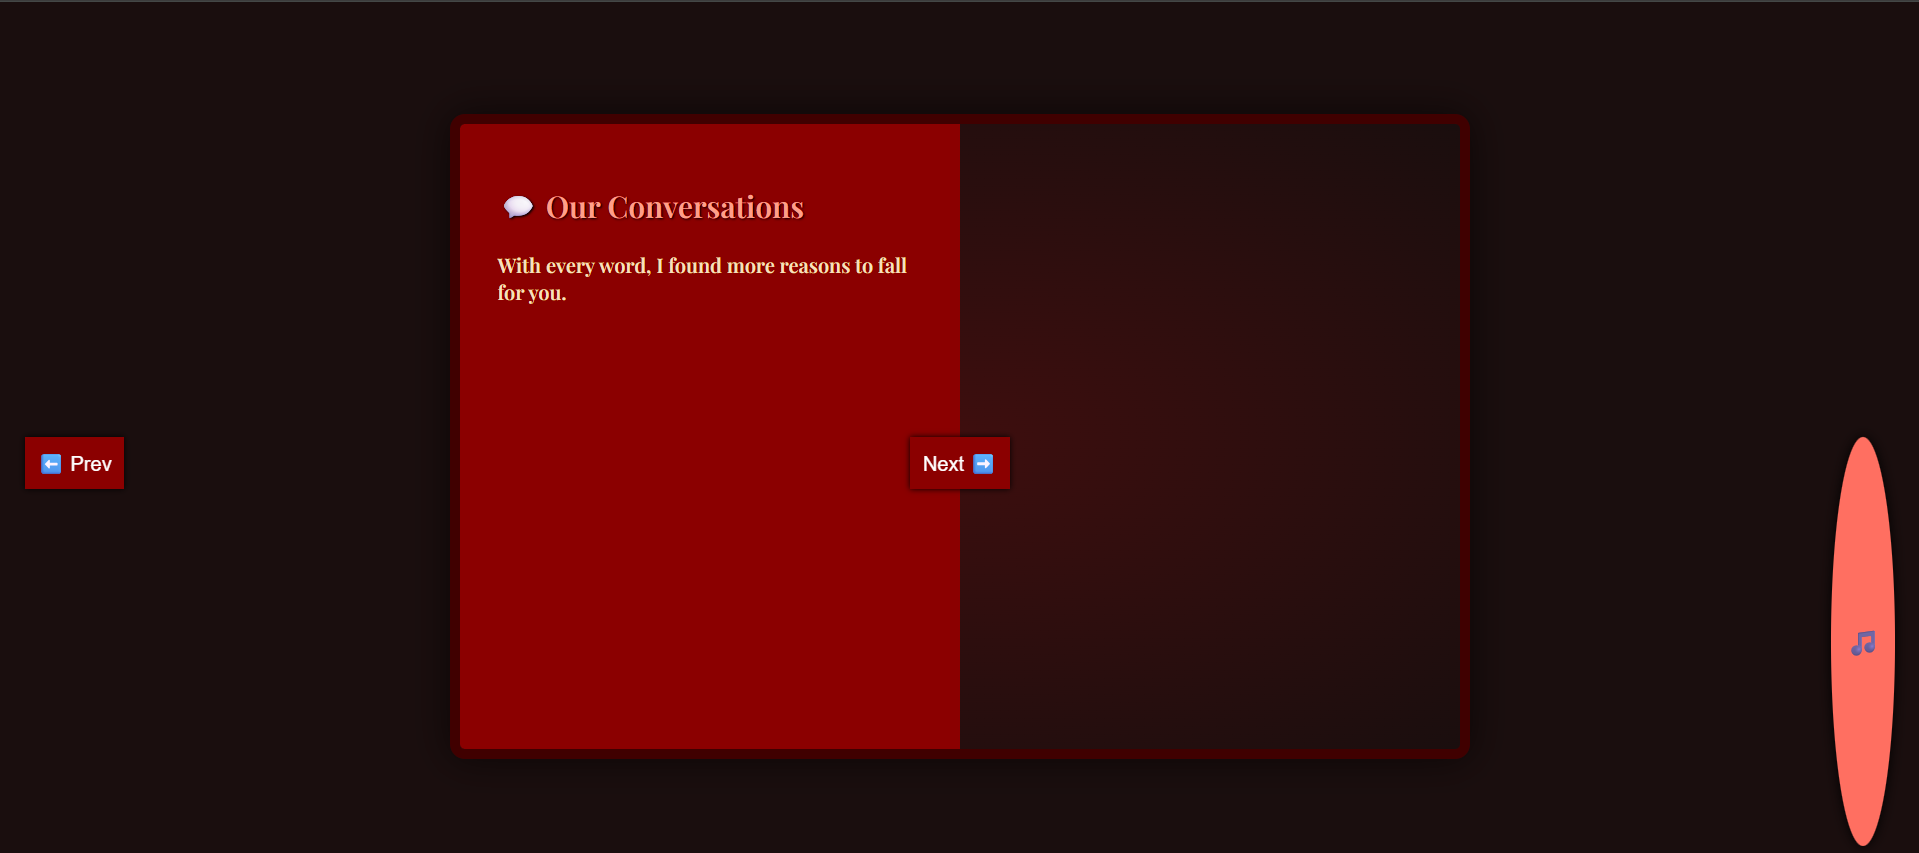 💬 Our Conversations
With every word, I found more reasons to fall
for you.
⬅️ Prev
Next ➡️
🎵